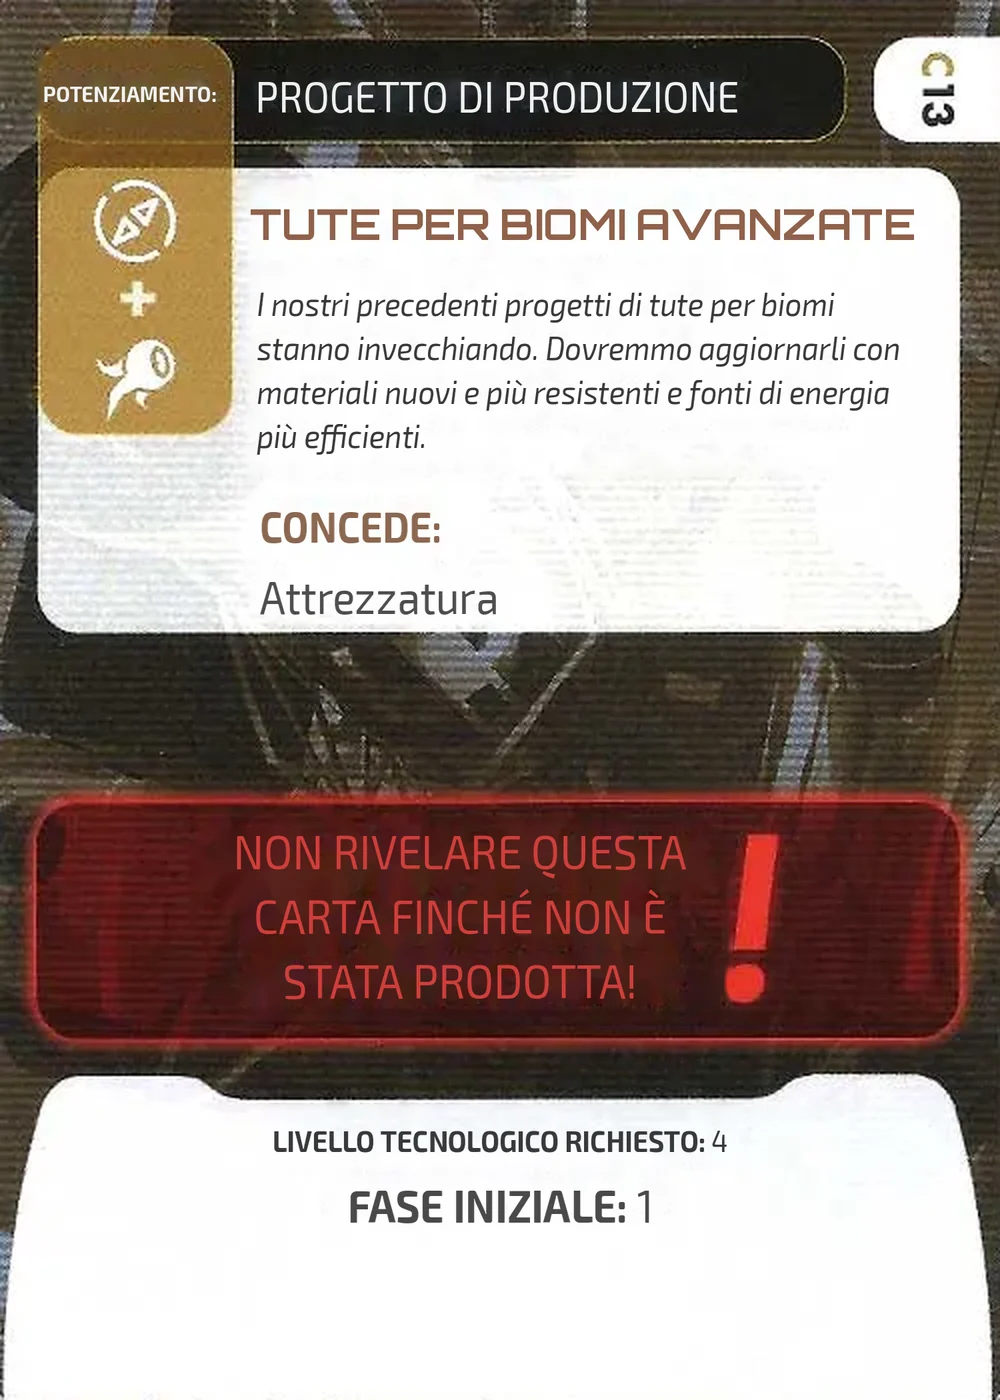 POTENZIAMENTO:
PROGETTO DI PRODUZIONE
C13
TUTE PER BIOMI AVANZATE
I nostri precedenti progetti di tute per biomi
stanno invecchiando. Dovremmo aggiornarli con
materiali nuovi e più resistenti e fonti di energia
più efficienti.
CONCEDE:
Attrezzatura
NON RIVELARE QUESTA
CARTA FINCHÉ NON È
STATA PRODOTTA!
!
LIVELLO TECNOLOGICO RICHIESTO: 4
FASE INIZIALE: 1